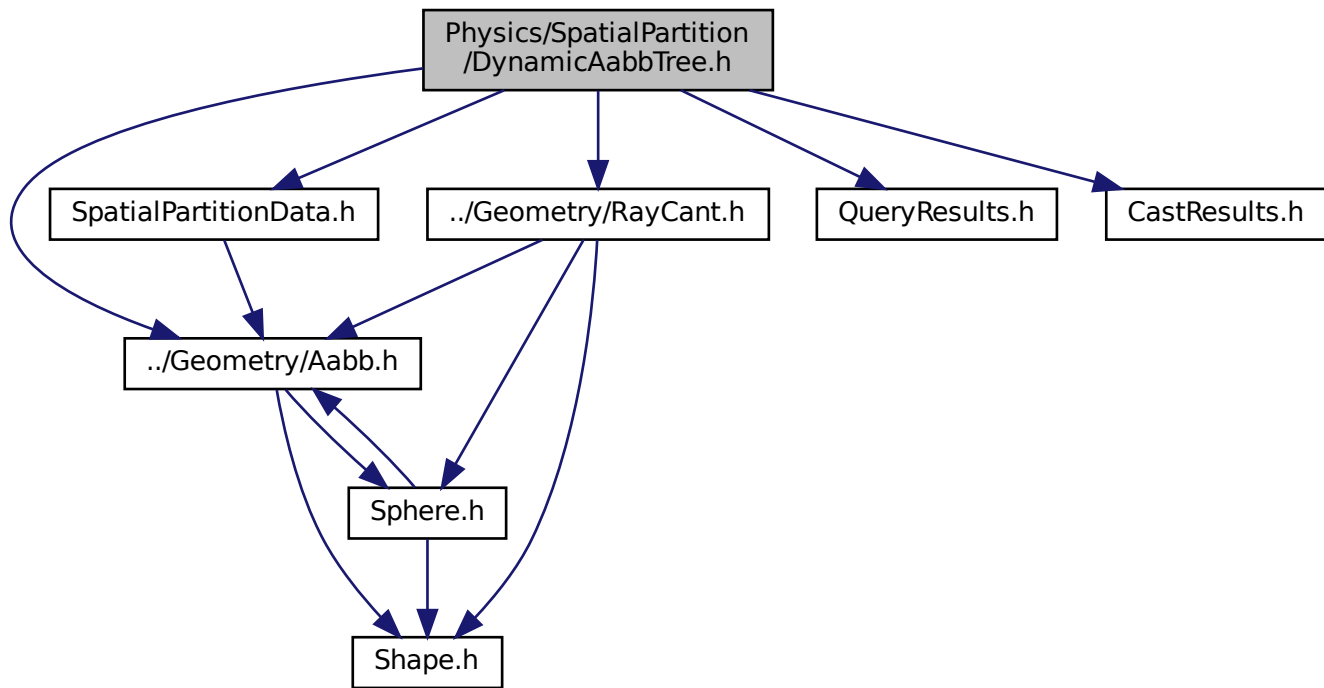 Physics/SpatialPartition
/DynamicAabbTree.h
SpatialPartitionData.h
../Geometry/RayCant.h
QueryResults.h
CastResults.h
../Geometry/Aabb.h
Sphere.h
Shape.h